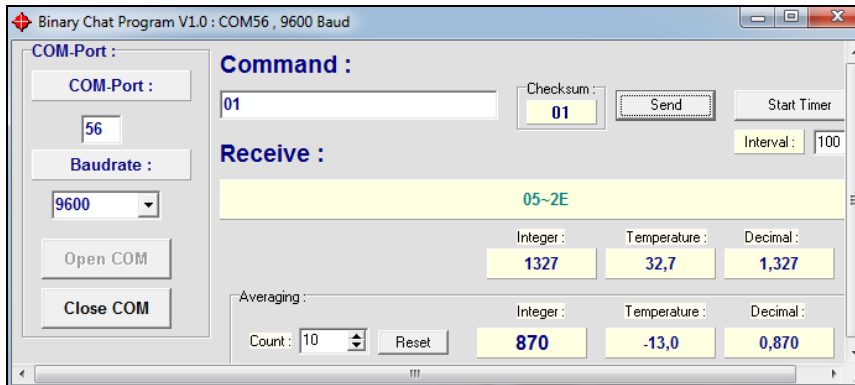 Binary Chat Program V1.0 : COM56 , 9600 Baud
COM-Port :
COM-Port :
56
Baudrate :
9600
Open COM
Close COM
Command :
01
Checksum :
01
Send
Start Timer
Interval :
100
Receive :
05~2E
Integer :
Temperature :
Decimal :
1327
32,7
1,327
Averaging :
Count :
10
Reset
Integer :
Temperature :
Decimal :
870
-13,0
0,870